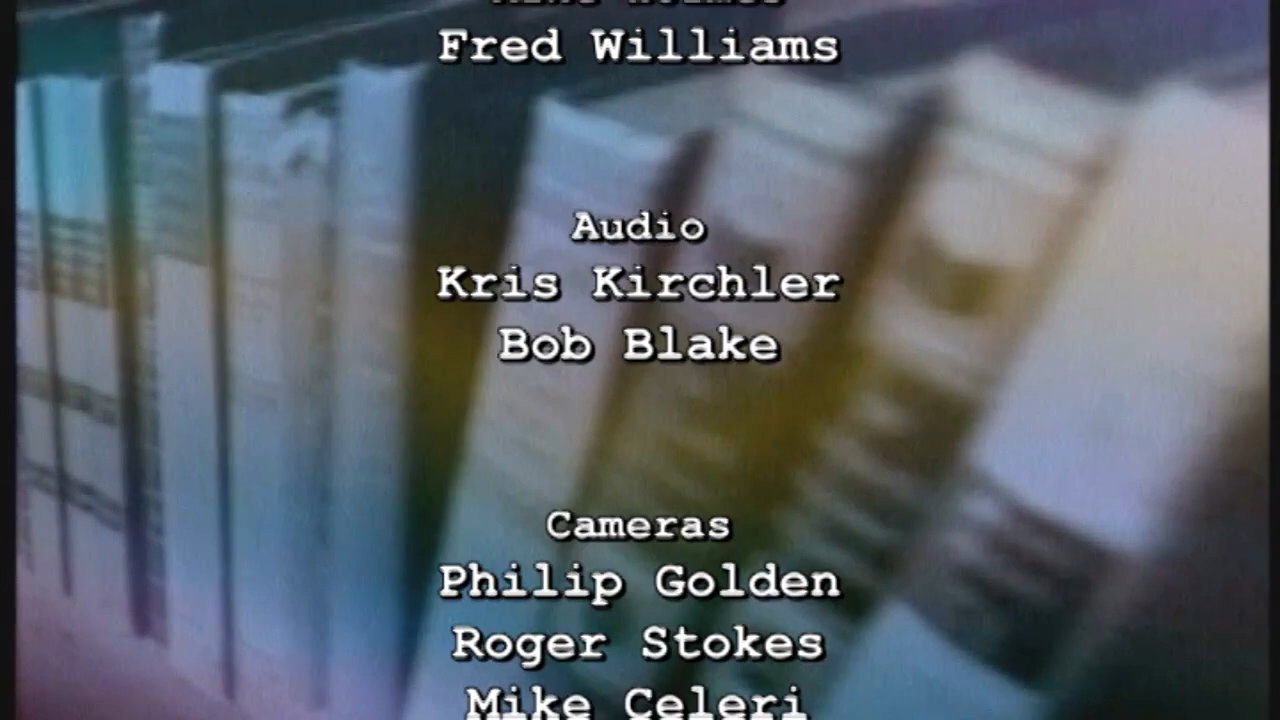 Fred Williams
Audio
Kris Kirchler
Bob Blake
Cameras
Philip Golden
Roger Stokes
Mike Celeri